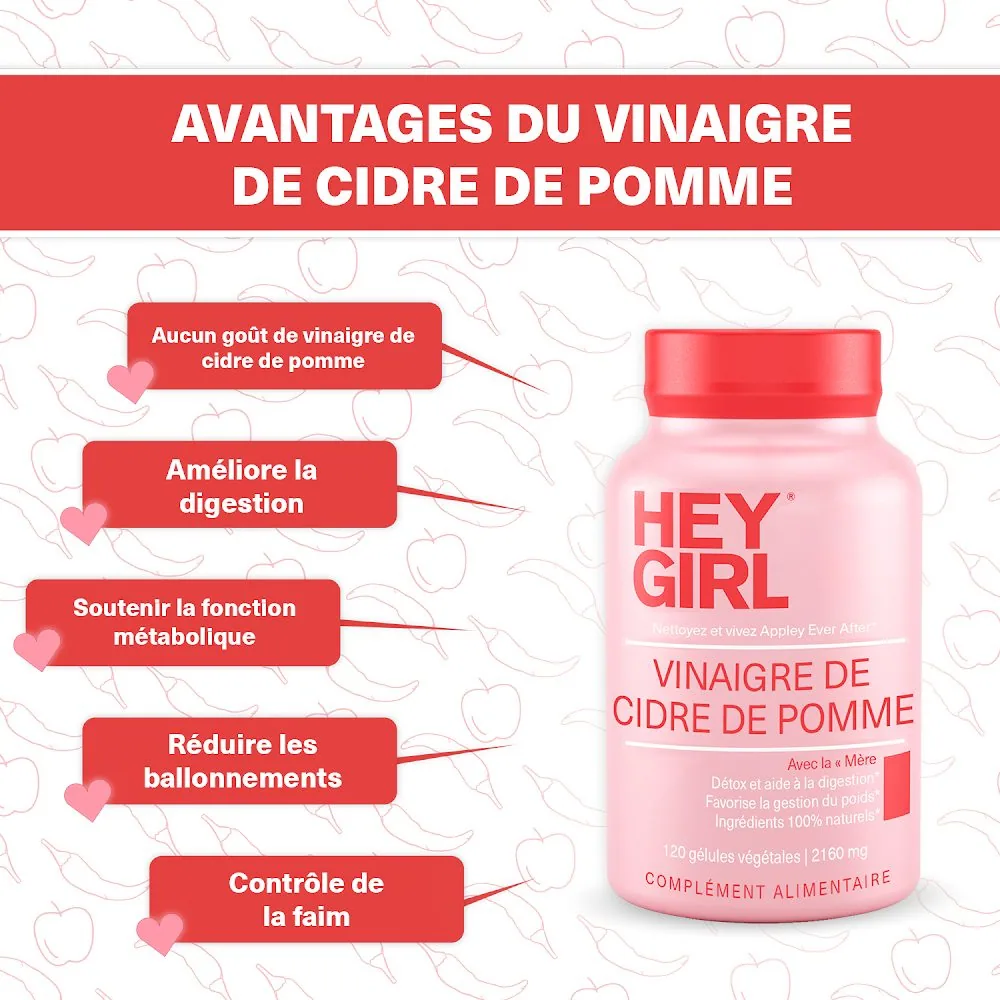 AVANTAGES DU VINAIGRE
DE CIDRE DE POMME
Aucun goût de vinaigre de
cidre de pomme
Améliore la
digestion
Soutenir la fonction
métabolique
Réduire les
ballonnements
Contrôle de
la faim
HEY®
GIRL
Nettoyez et vivez Appley Ever After™
VINAIGRE DE
CIDRE DE POMME
Avec la « Mère
Détox et aide à la digestion*
Favorise la gestion du poids*
Ingrédients 100% naturels*
120 gélules végétales | 2160 mg
COMPLÉMENT ALIMENTAIRE